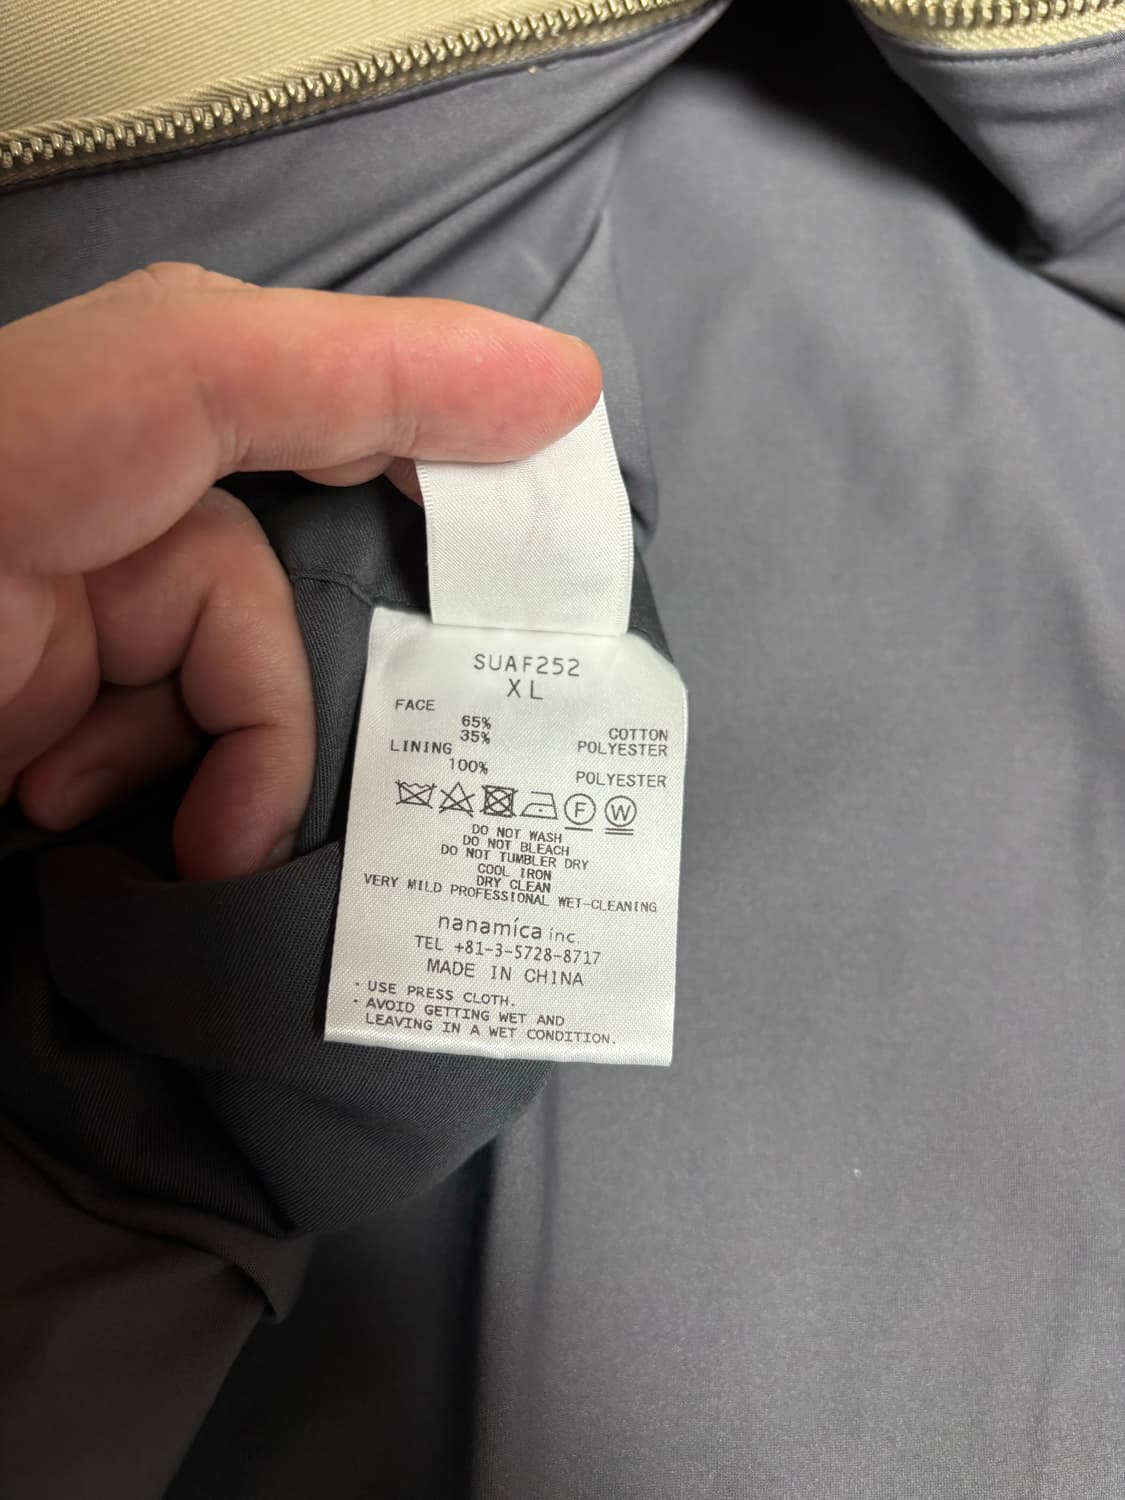 SUAF252
XL
FACE
65% COTTON
35% POLYESTER
LINING
100% POLYESTER
F W
DO NOT WASH
DO NOT BLEACH
DO NOT TUMBLER DRY
COOL IRON
DRY CLEAN
VERY MILD PROFESSIONAL WET-CLEANING
nanamíca inc.
TEL +81-3-5728-8717
MADE IN CHINA
· USE PRESS CLOTH.
· AVOID GETTING WET AND
LEAVING IN A WET CONDITION.